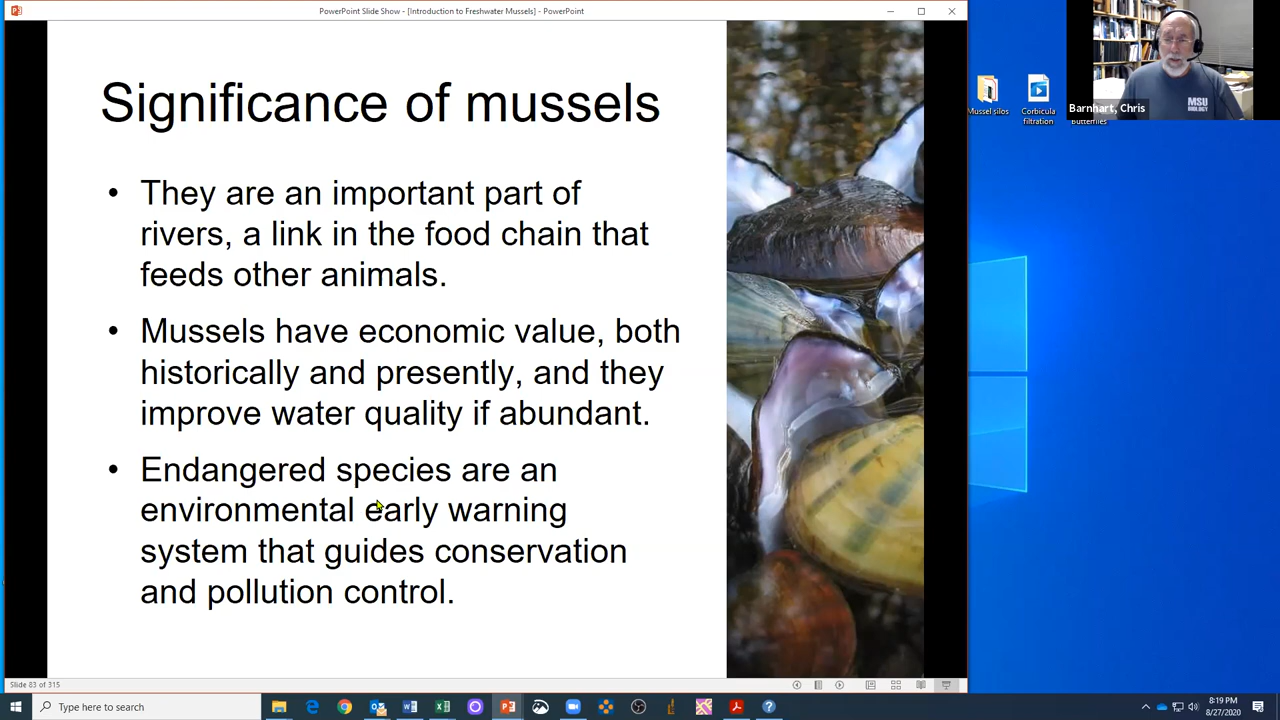 PowerPoint Slide Show - [Introduction to Freshwater Mussels] - PowerPoint
Significance of mussels
• They are an important part of
rivers, a link in the food chain that
feeds other animals.
• Mussels have economic value, both
historically and presently, and they
improve water quality if abundant.
• Endangered species are an
environmental early warning
system that guides conservation
and pollution control.
MSU
BIOLOGY
Barnhart, Chris
Mussel silos
Corbicula
filtration
Butterflies
Slide 83 of 315
Type here to search
8:19 PM
8/27/2020